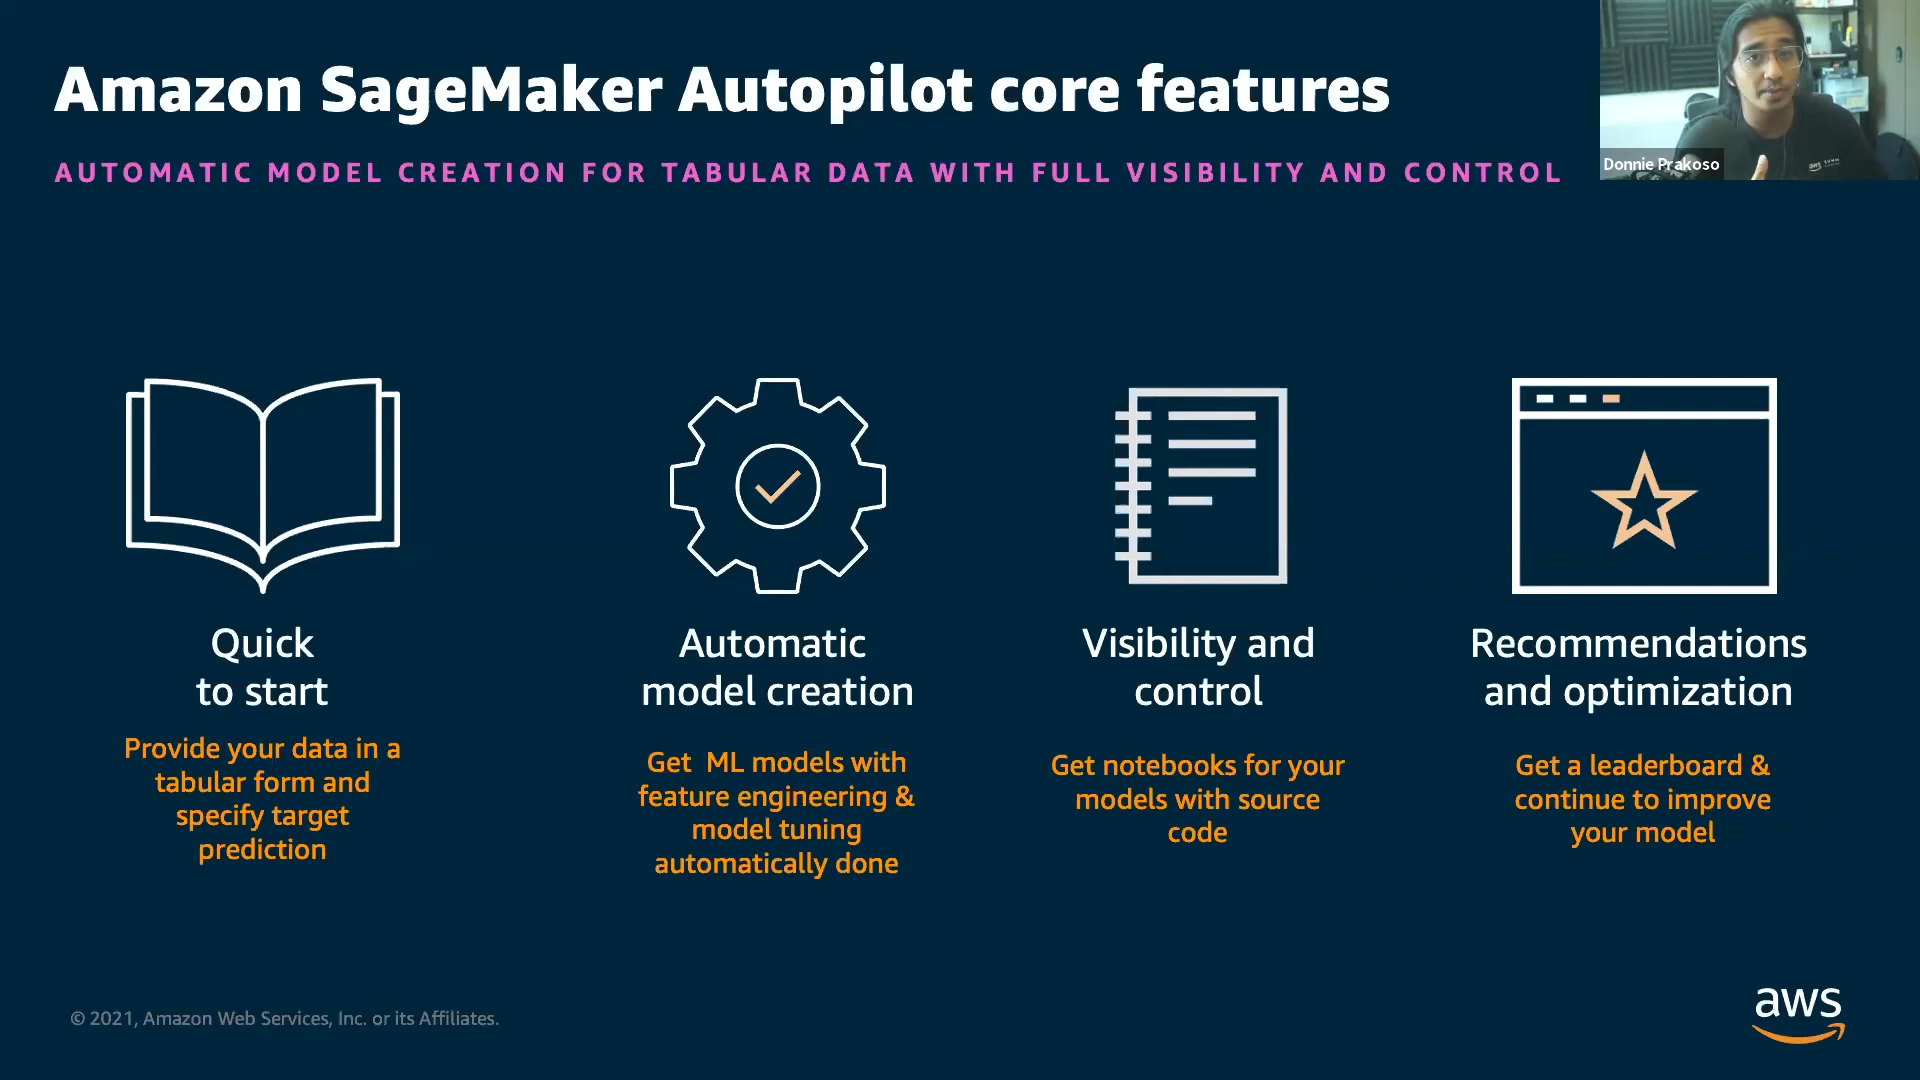 Amazon SageMaker Autopilot core features
AUTOMATIC MODEL CREATION FOR TABULAR DATA WITH FULL VISIBILITY AND CONTROL
Donnie Prakoso
Quick
to start
Provide your data in a
tabular form and
specify target
prediction
Automatic
model creation
Get ML models with
feature engineering &
model tuning
automatically done
Visibility and
control
Get notebooks for your
models with source
code
Recommendations
and optimization
Get a leaderboard &
continue to improve
your model
© 2021, Amazon Web Services, Inc. or its Affiliates.
aws